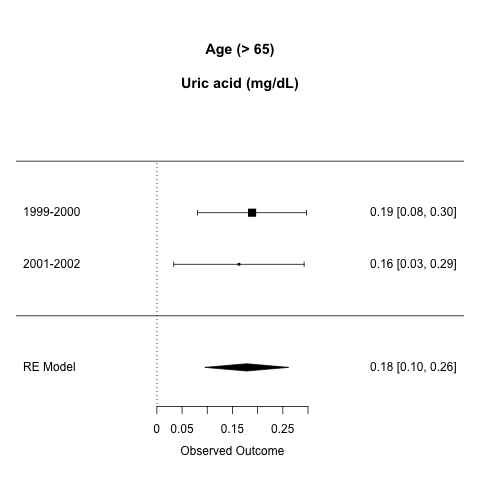 Age (> 65)
Uric acid (mg/dL)
1999-2000 0.19 [0.08, 0.30]
2001-2002 0.16 [0.03, 0.29]
RE Model 0.18 [0.10, 0.26]
0 0.05 0.15 0.25
Observed Outcome